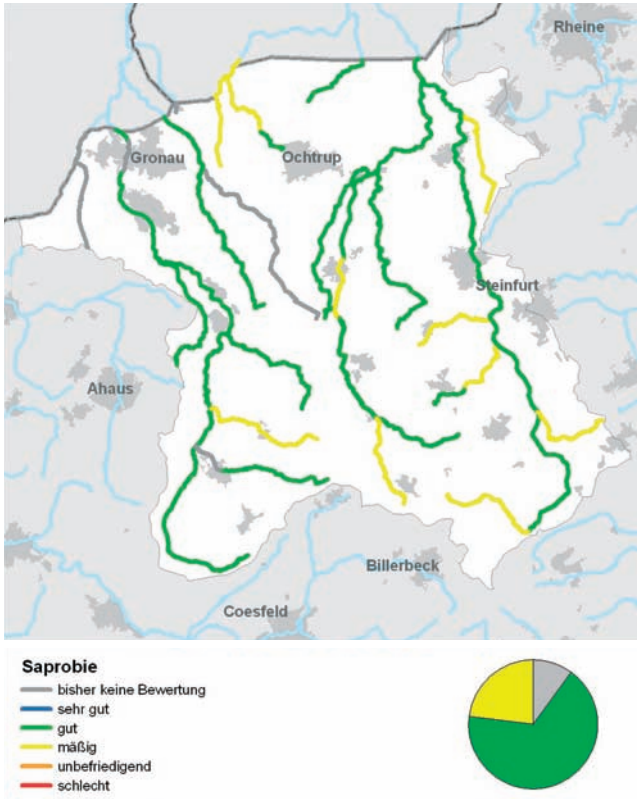 Rheine
Gronau
Ochtrup
Steinfurt
Ahaus
Billerbeck
Coesfeld
Saprobie
bisher keine Bewertung
sehr gut
gut
mäßig
unbefriedigend
schlecht